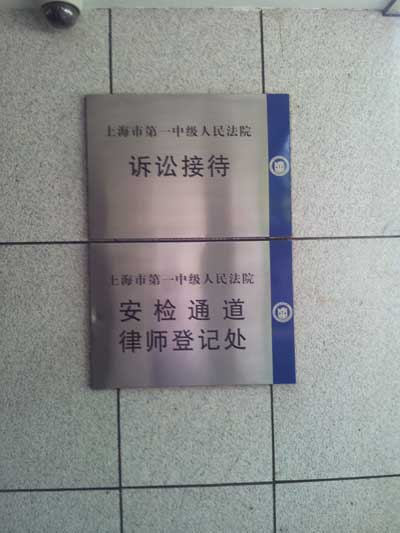 上海市第一中级人民法院
诉讼接待
上海市第一中级人民法院
安检通道
律师登记处